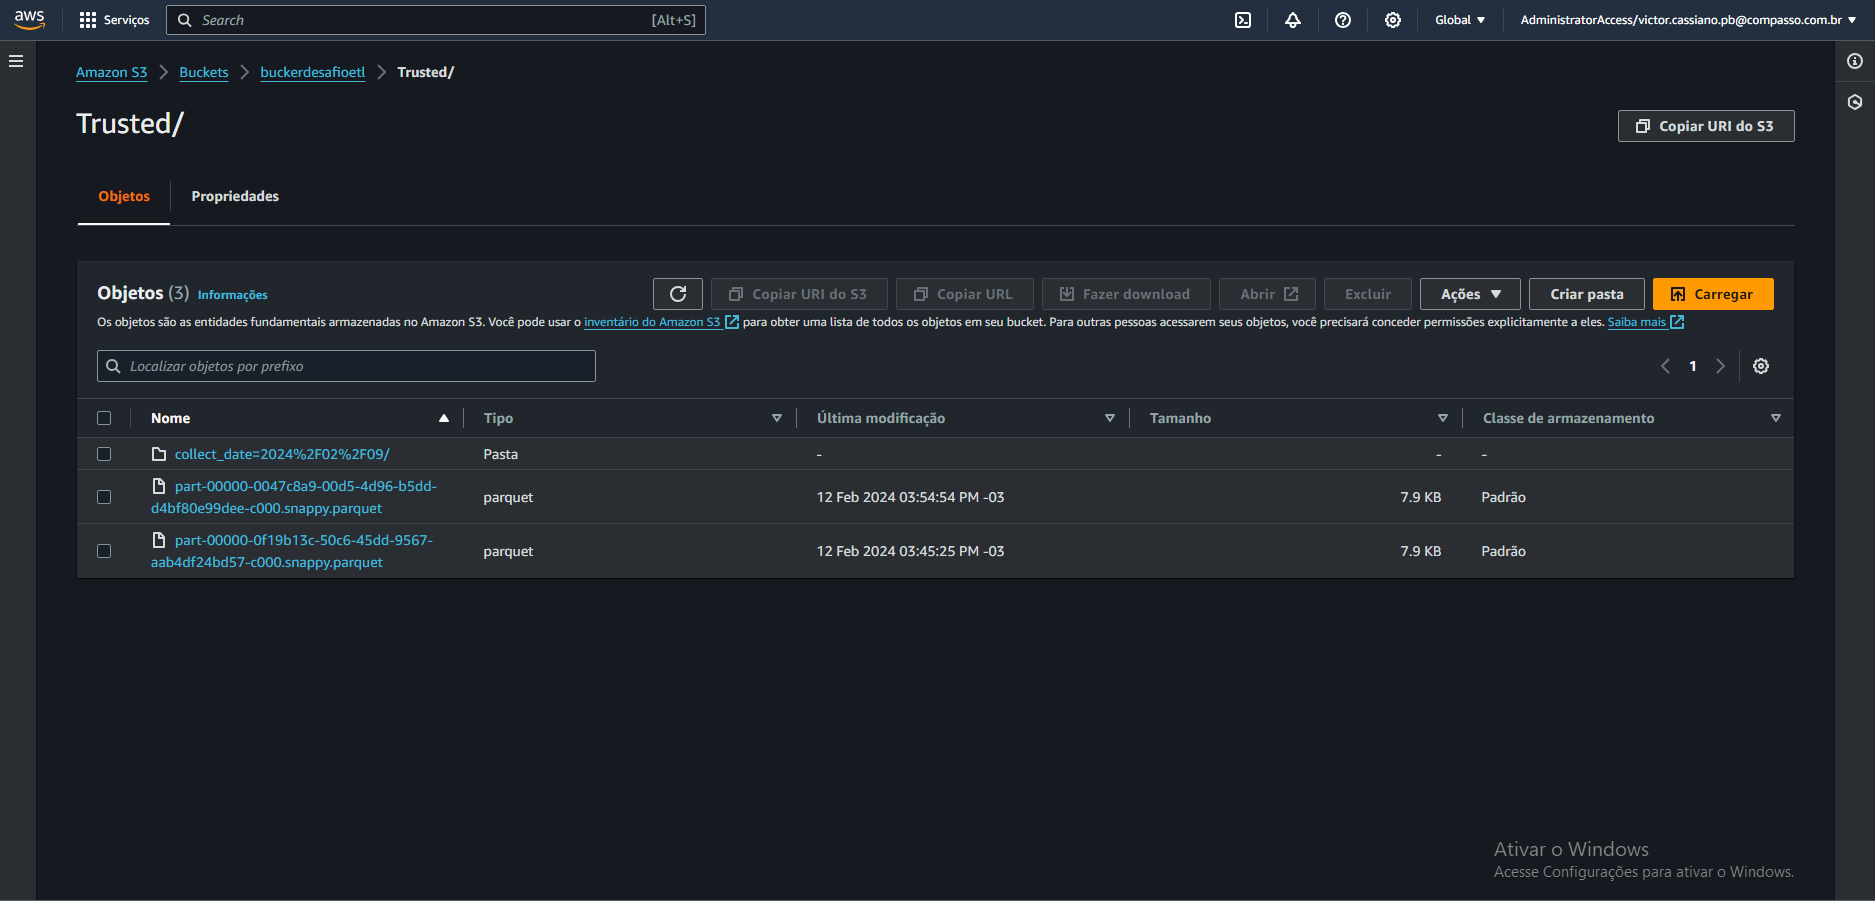 aws
Serviços
Search
[Alt+S]
Global
AdministratorAccess/victor.cassiano.pb@compasso.com.br
Amazon S3
Buckets
buckerdesafioetl
Trusted/
Trusted/
Copiar URI do S3
Objetos
Propriedades
Objetos (3)
Informações
Copiar URI do S3
Copiar URL
Fazer download
Abrir
Excluir
Ações
Criar pasta
Carregar
Os objetos são as entidades fundamentais armazenadas no Amazon S3. Você pode usar o inventário do Amazon S3 para obter uma lista de todos os objetos em seu bucket. Para outras pessoas acessarem seus objetos, você precisará conceder permissões explicitamente a eles. Saiba mais
Localizar objetos por prefixo
1
Nome
Tipo
Última modificação
Tamanho
Classe de armazenamento
collect_date=2024%2F02%2F09/
Pasta
-
-
-
part-00000-0047c8a9-00d5-4d96-b5dd-
d4bf80e99dee-c000.snappy.parquet
parquet
12 Feb 2024 03:54:54 PM -03
7.9 KB
Padrão
part-00000-0f19b13c-50c6-45dd-9567-
aab4df24bd57-c000.snappy.parquet
parquet
12 Feb 2024 03:45:25 PM -03
7.9 KB
Padrão
Ativar o Windows
Acesse Configurações para ativar o Windows.